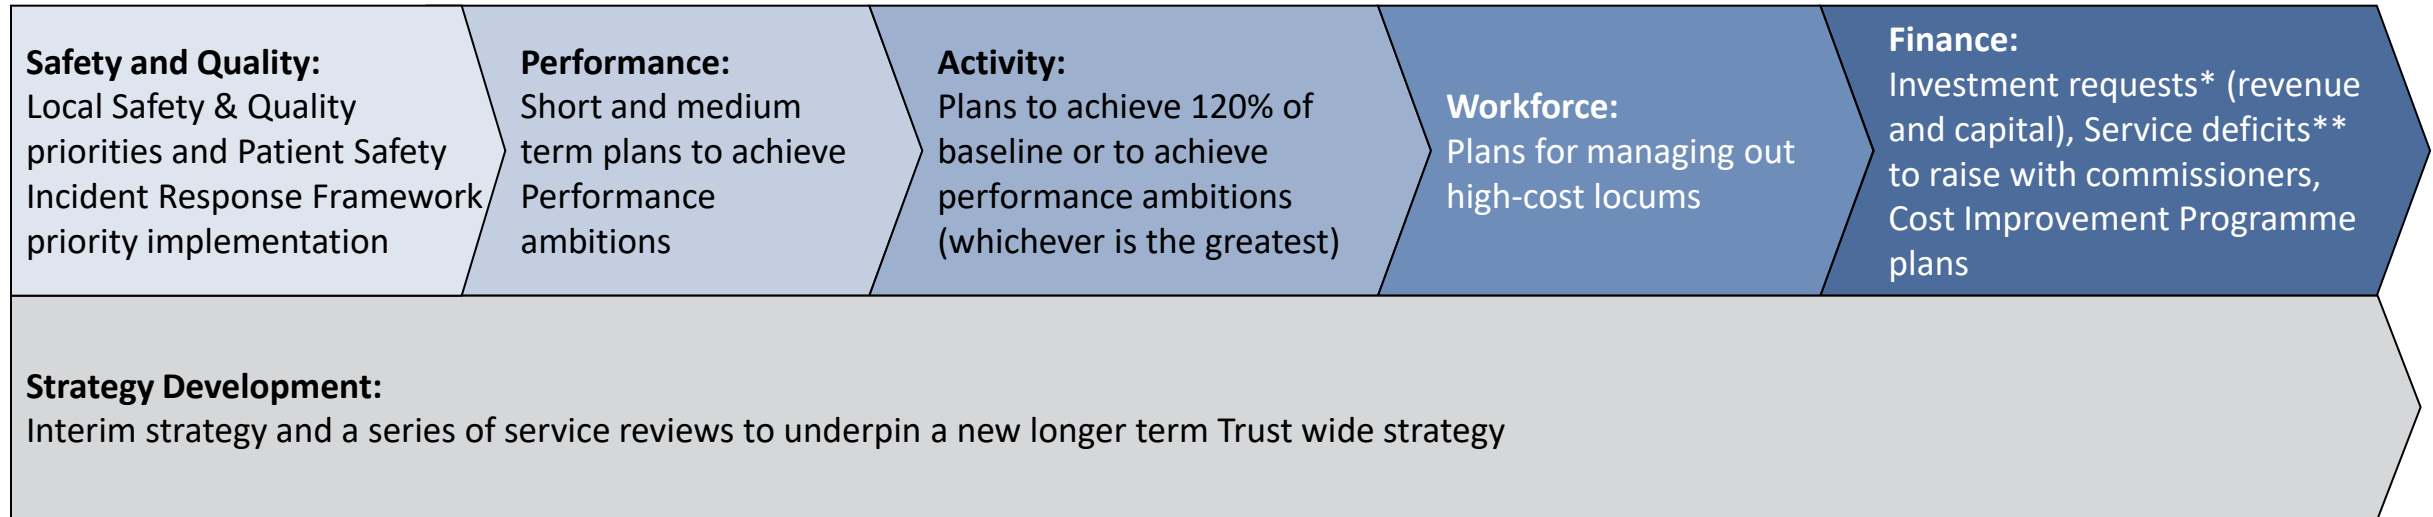 Safety and Quality:
Local Safety & Quality
priorities and Patient Safety
Incident Response Framework
priority implementation
Performance:
Short and medium
term plans to achieve
Performance
ambitions
Activity:
Plans to achieve 120% of
baseline or to achieve
performance ambitions
(whichever is the greatest)
Workforce:
Plans for managing out
high-cost locums
Finance:
Investment requests* (revenue
and capital), Service deficits**
to raise with commissioners,
Cost Improvement Programme
plans
Strategy Development:
Interim strategy and a series of service reviews to underpin a new longer term Trust wide strategy